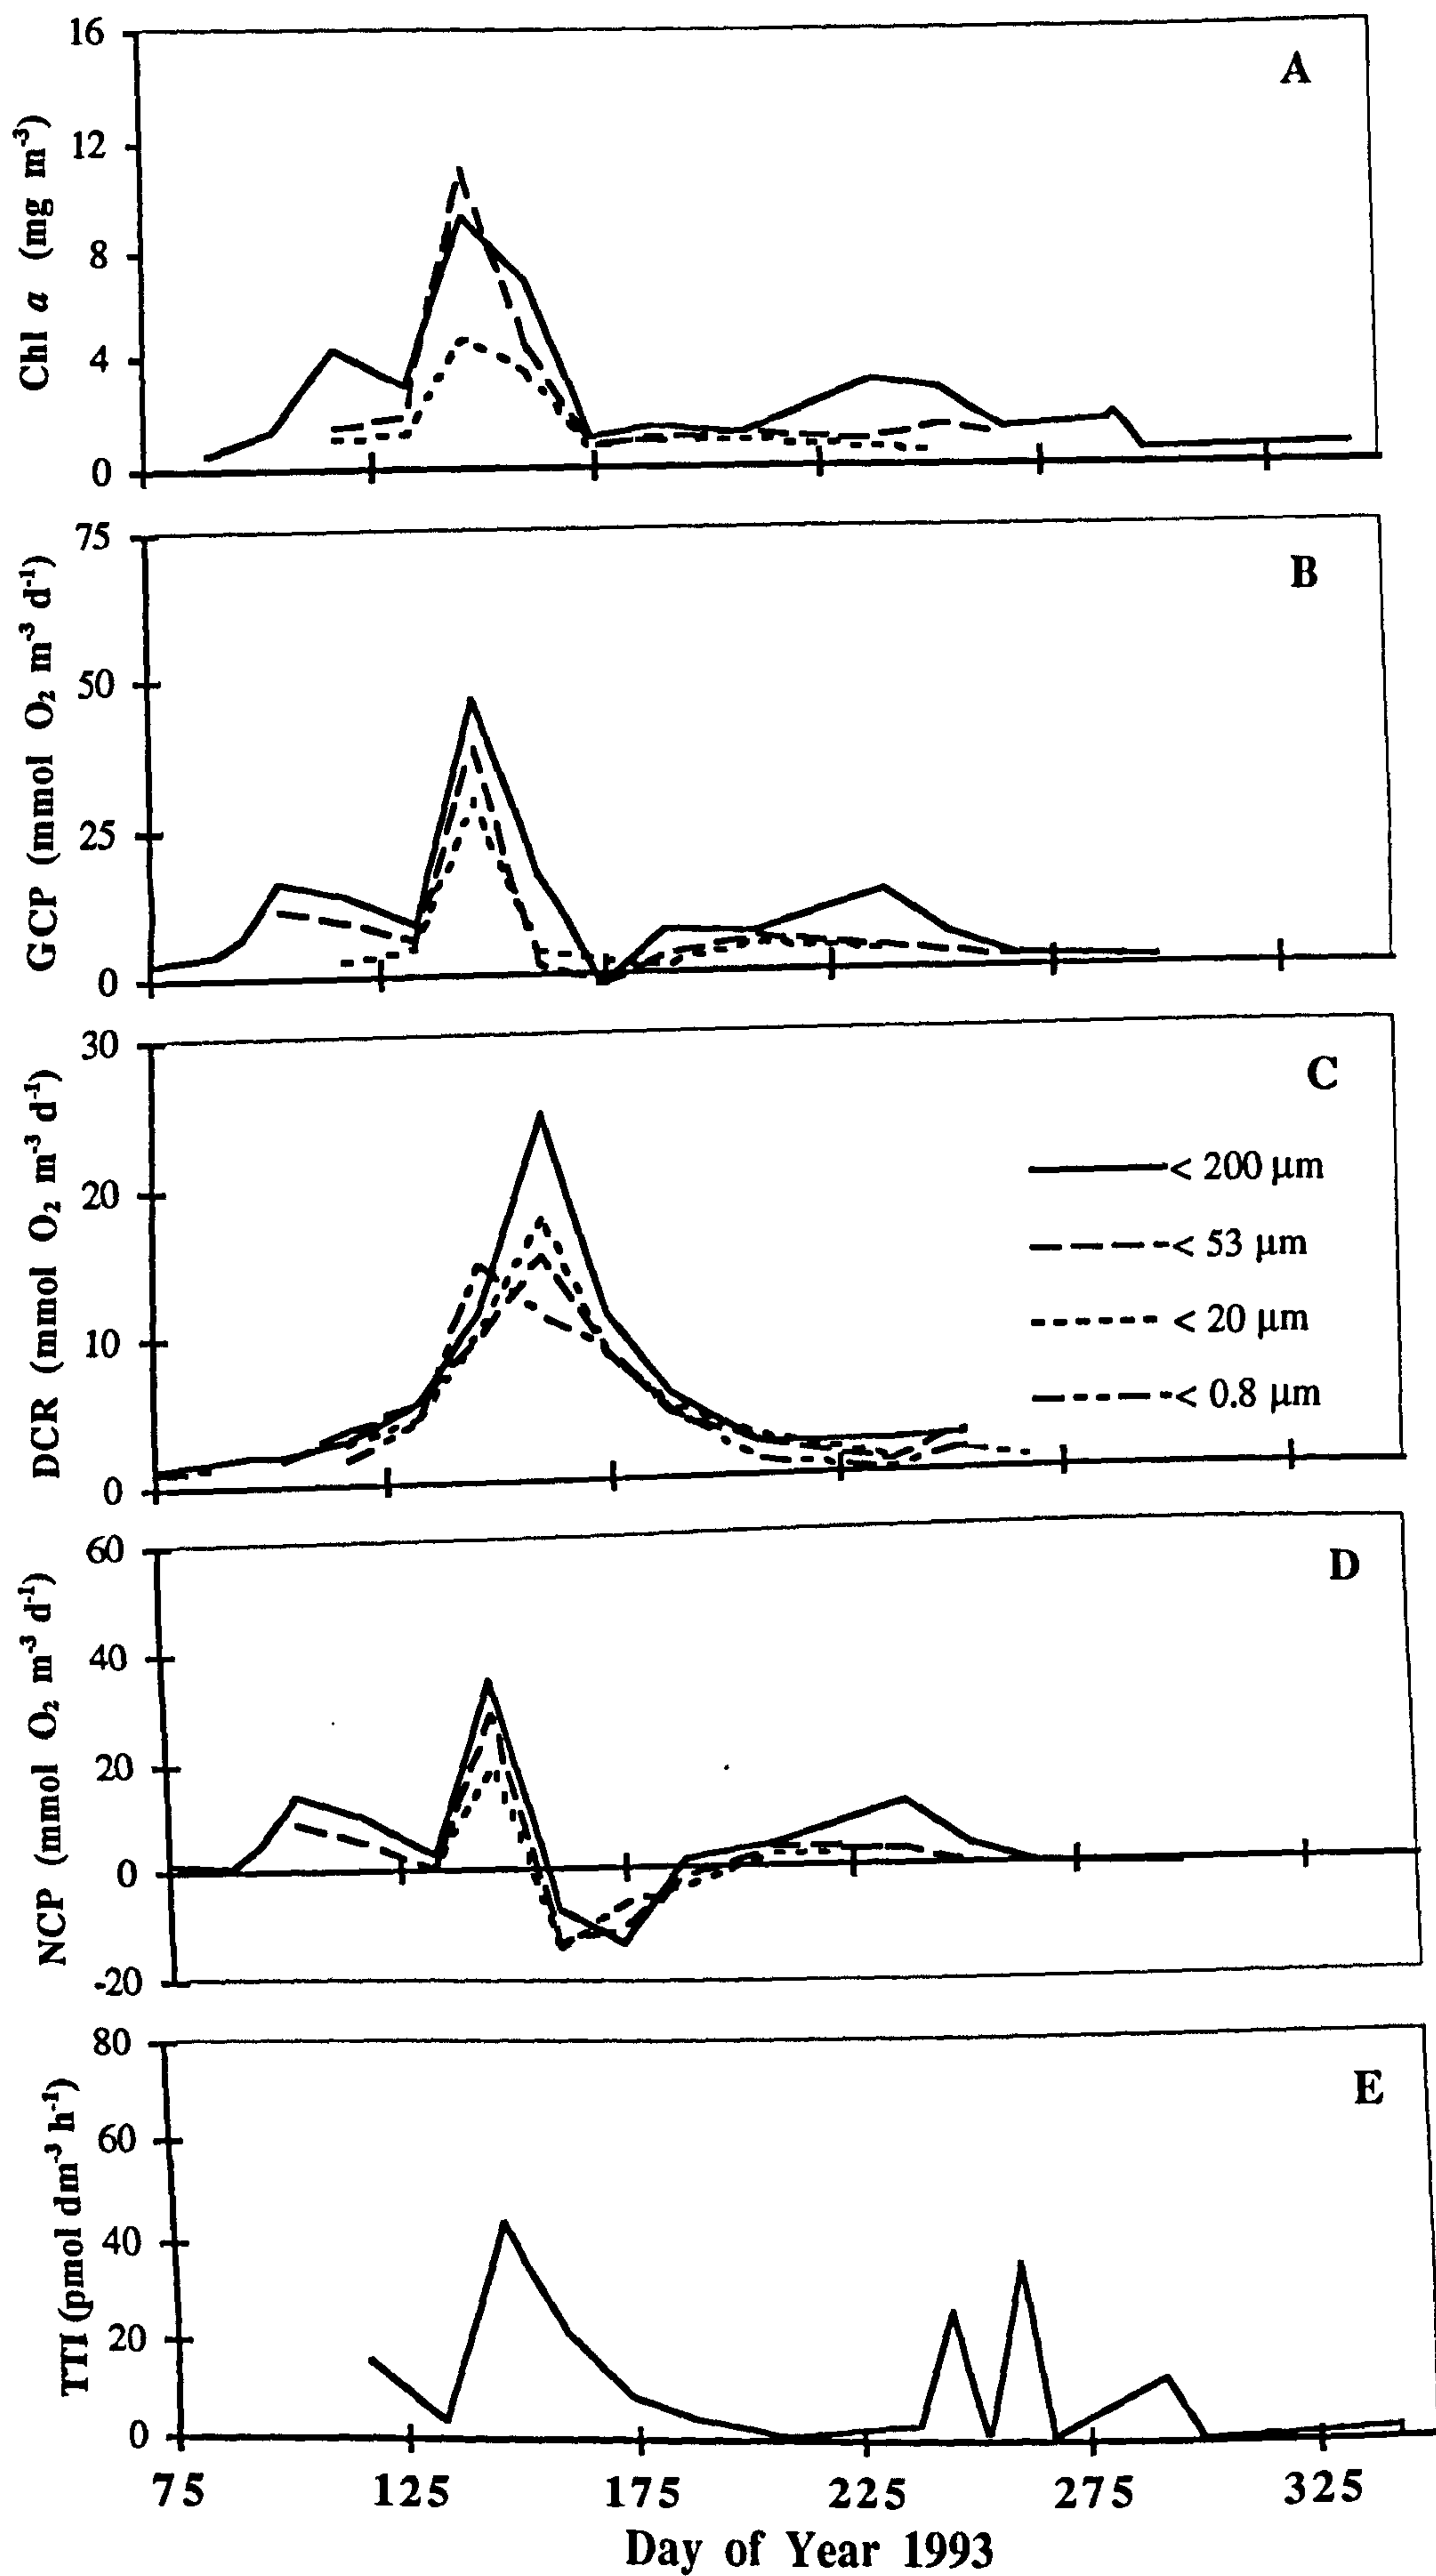 16
A
12
Chl a (mg m⁻³)
8
4
0
75
B
GCP (mmol O₂ m⁻³ d⁻¹)
50
25
0
30
C
DCR (mmol O₂ m⁻³ d⁻¹)
< 200 µm
20
< 53 µm
< 20 µm
10
< 0.8 µm
0
60
D
NCP (mmol O₂ m⁻³ d⁻¹)
40
20
0
-20
80
E
TTI (pmol dm⁻³ h⁻¹)
60
40
20
0
75 125 175 225 275 325
Day of Year 1993